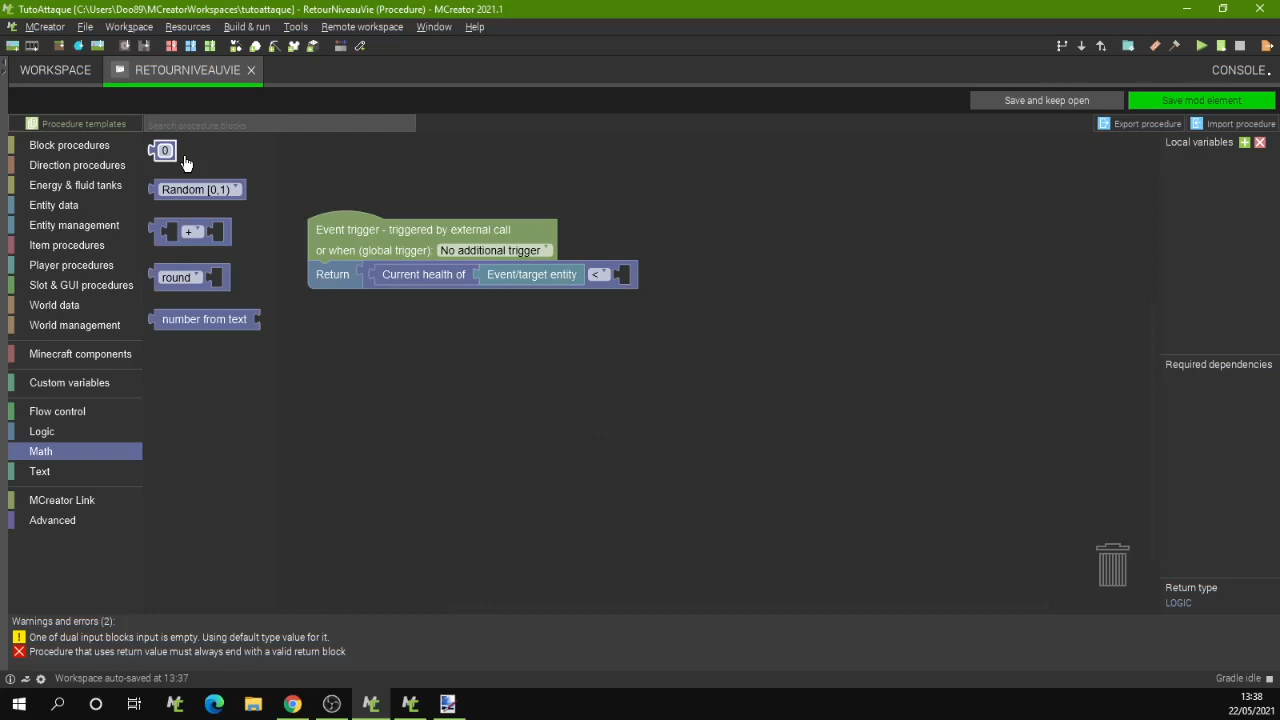 TutoAttaque [C:\Users\Doo89\MCreatorWorkspaces\tutoattaque] - RetourNiveauVie (Procedure) - MCreator 2021.1
MCreator File Workspace Resources Build & run Tools Remote workspace Window Help
WORKSPACE RETOURNIVEAUVIE CONSOLE
Save and keep open Save mod element
Procedure templates Search procedure blocks Export procedure Import procedure
Block procedures
Direction procedures
Energy & fluid tanks
Entity data
Entity management
Item procedures
Player procedures
Slot & GUI procedures
World data
World management
Minecraft components
Custom variables
Flow control
Logic
Math
Text
MCreator Link
Advanced
0
Random [0,1)
+
round
number from text
Event trigger - triggered by external call
or when (global trigger): No additional trigger
Return Current health of Event/target entity <
Local variables
Required dependencies
Return type
LOGIC
Warnings and errors (2):
One of dual input blocks input is empty. Using default type value for it.
Procedure that uses return value must always end with a valid return block
Workspace auto-saved at 13:37 Gradle idle
13:38
22/05/2021